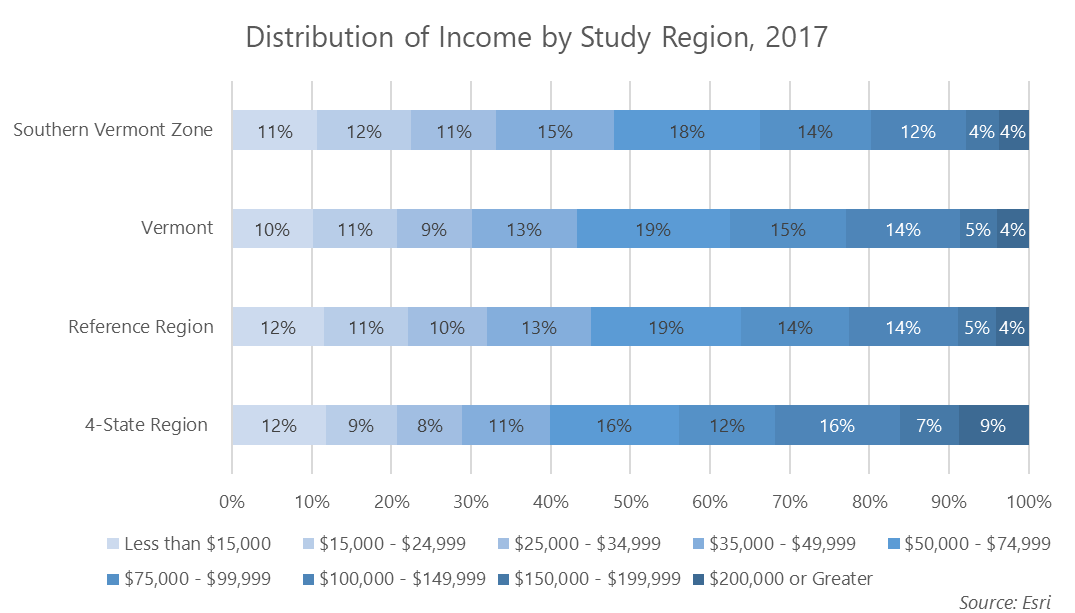 Distribution of Income by Study Region, 2017
Southern Vermont Zone 11% 12% 11% 15% 18% 14% 12% 4% 4%
Vermont 10% 11% 9% 13% 19% 15% 14% 5% 4%
Reference Region 12% 11% 10% 13% 19% 14% 14% 5% 4%
4-State Region 12% 9% 8% 11% 16% 12% 16% 7% 9%
0% 10% 20% 30% 40% 50% 60% 70% 80% 90% 100%
Less than $15,000 $15,000 - $24,999 $25,000 - $34,999 $35,000 - $49,999 $50,000 - $74,999
$75,000 - $99,999 $100,000 - $149,999 $150,000 - $199,999 $200,000 or Greater
Source: Esri